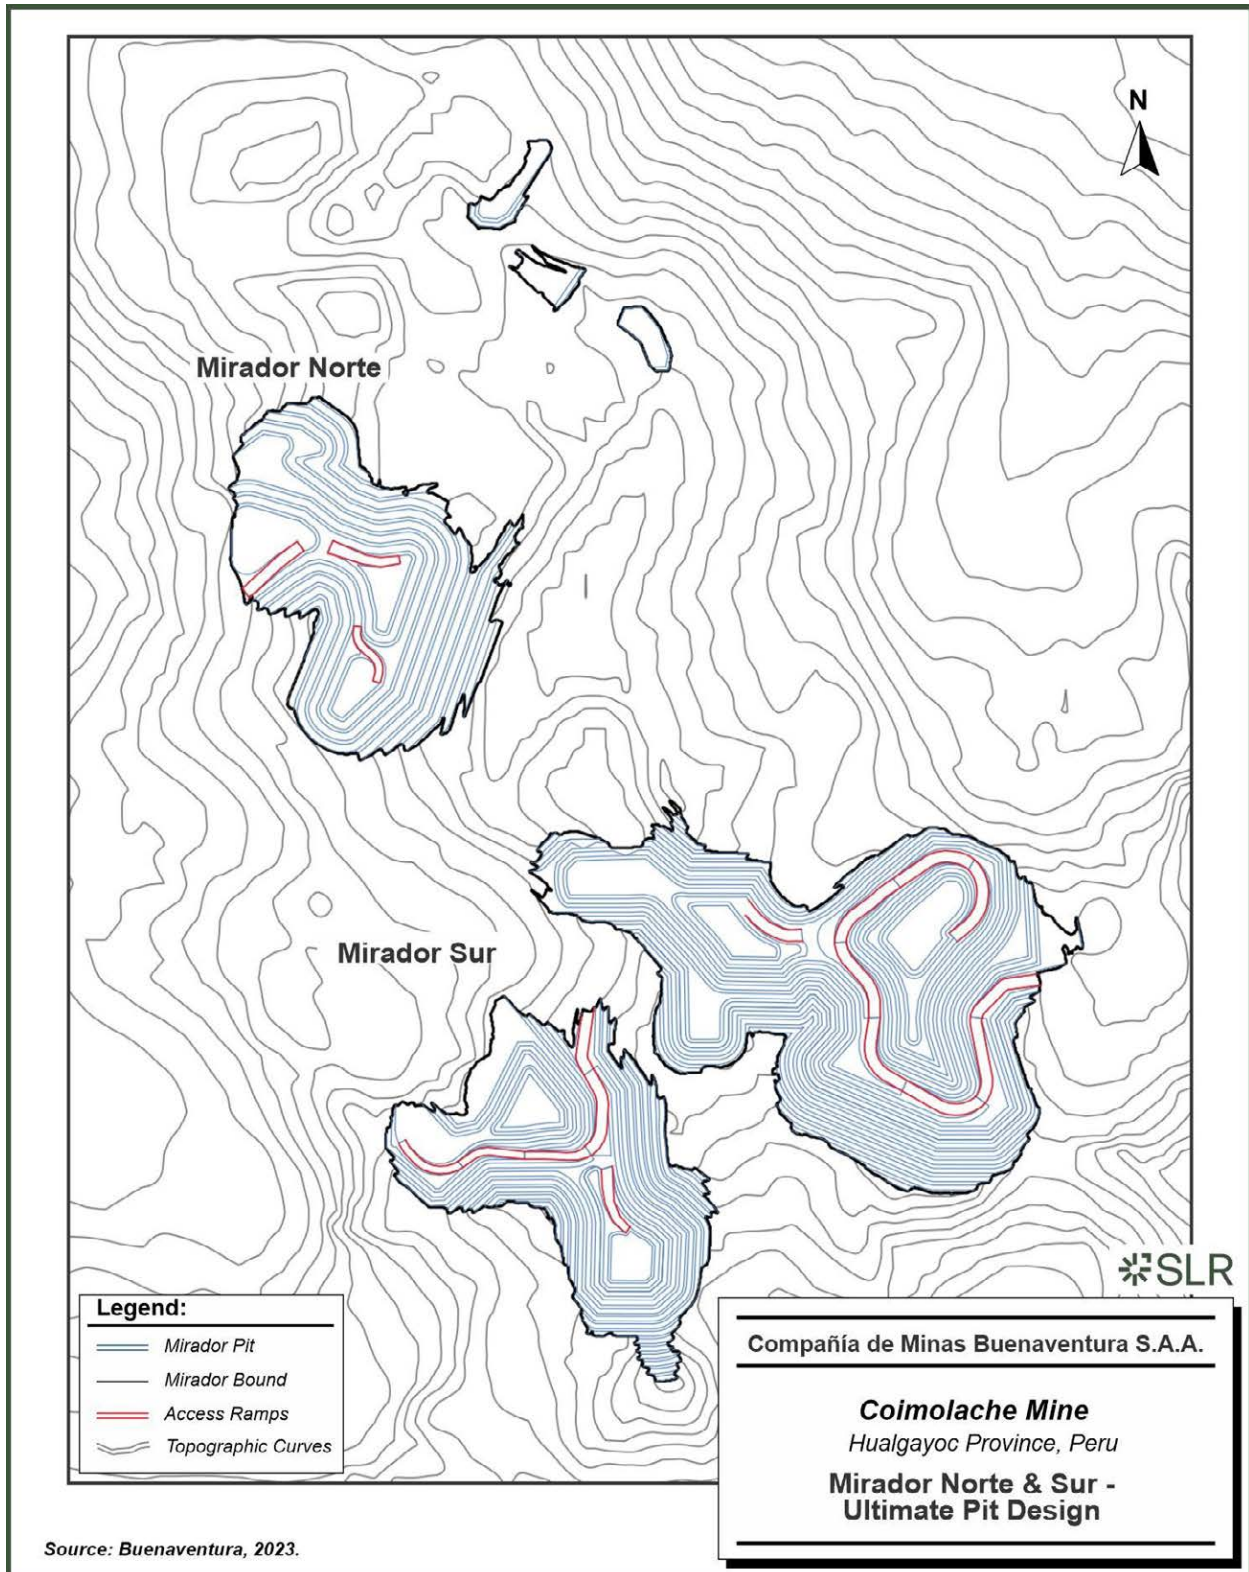 N
Mirador Norte
Mirador Sur
SLR
Legend:
Mirador Pit
Mirador Bound
Access Ramps
Topographic Curves
Compañía de Minas Buenaventura S.A.A.
Coimolache Mine
Hualgayoc Province, Peru
Mirador Norte & Sur -
Ultimate Pit Design
Source: Buenaventura, 2023.